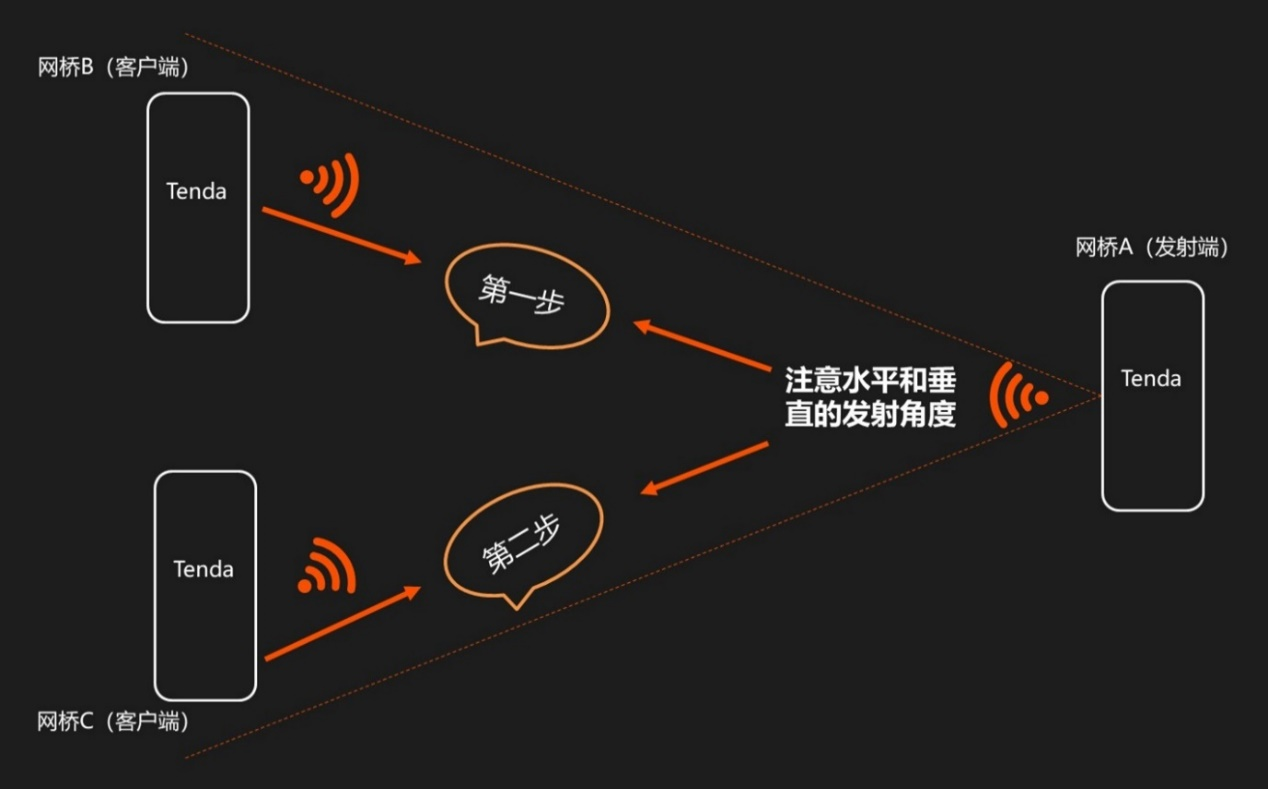 网桥B（客户端）
Tenda
第一步
网桥A（发射端）
Tenda
注意水平和垂
直的发射角度
第二步
Tenda
网桥C（客户端）